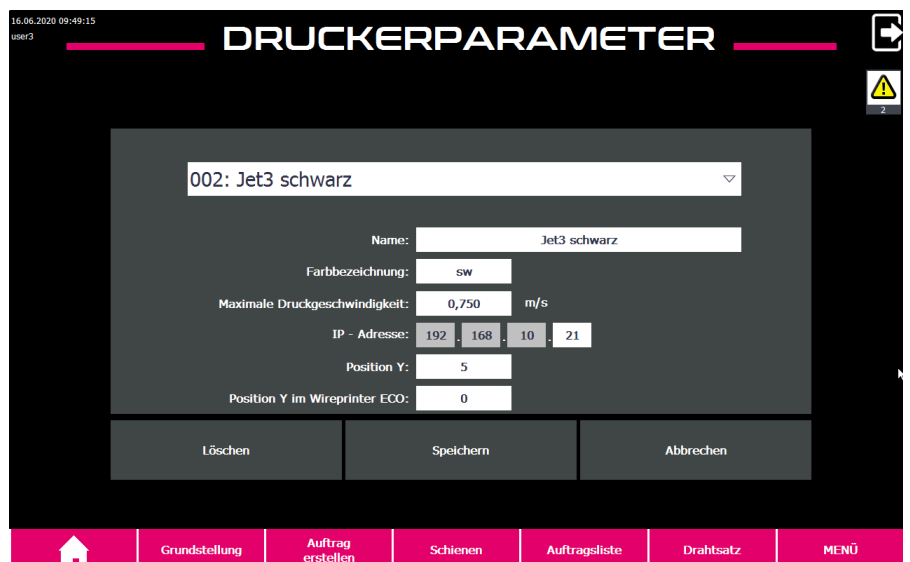 16.06.2020 09:49:15
user3
DRUCKERPARAMETER
2
002: Jet3 schwarz
Name: Jet3 schwarz
Farbbezeichnung: sw
Maximale Druckgeschwindigkeit: 0,750 m/s
IP - Adresse: 192 . 168 . 10 . 21
Position Y: 5
Position Y im Wireprinter ECO: 0
Löschen Speichern Abbrechen
Grundstellung Auftrag erstellen Schienen Auftragsliste Drahtsatz MENÜ